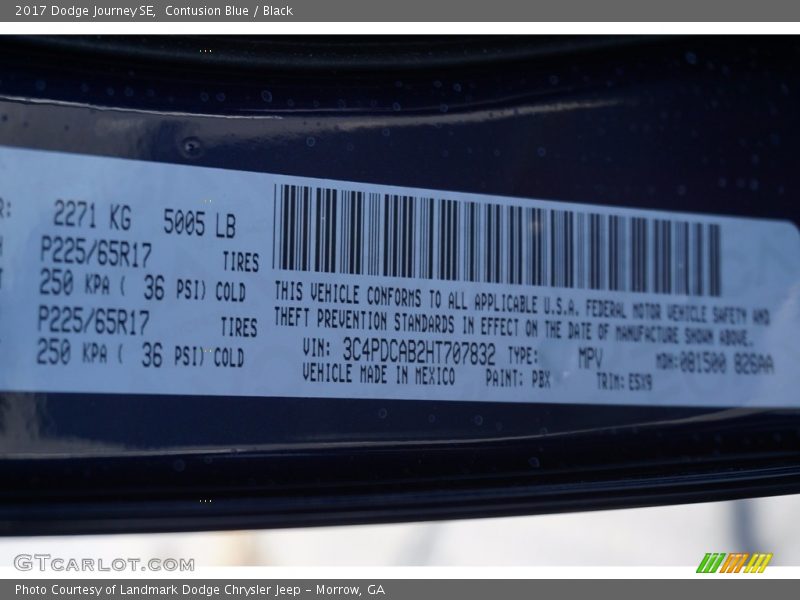 2017 Dodge Journey SE, Contusion Blue / Black
R: 2271 KG 5005 LB
P225/65R17 TIRES
250 KPA ( 36 PSI) COLD
P225/65R17 TIRES
250 KPA ( 36 PSI) COLD
THIS VEHICLE CONFORMS TO ALL APPLICABLE U.S.A. FEDERAL MOTOR VEHICLE SAFETY AND
THEFT PREVENTION STANDARDS IN EFFECT ON THE DATE OF MANUFACTURE SHOWN ABOVE.
VIN: 3C4PDCAB2HT707832 TYPE: MPV MDH:081500 826AA
VEHICLE MADE IN MEXICO PAINT: PBX TRIM: ESX9
GTCARLOT.COM
Photo Courtesy of Landmark Dodge Chrysler Jeep - Morrow, GA